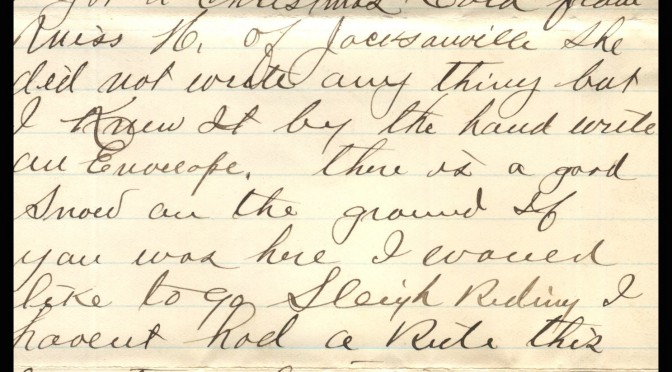 got a Christmas Card from
Miss H. of Jacksonville She
did not write any thing but
I Knew It by the hand write
on Envelope. there is a good
Snow on the ground If
you was here I would
like to go Sleigh Riding I
havent had a Ride this